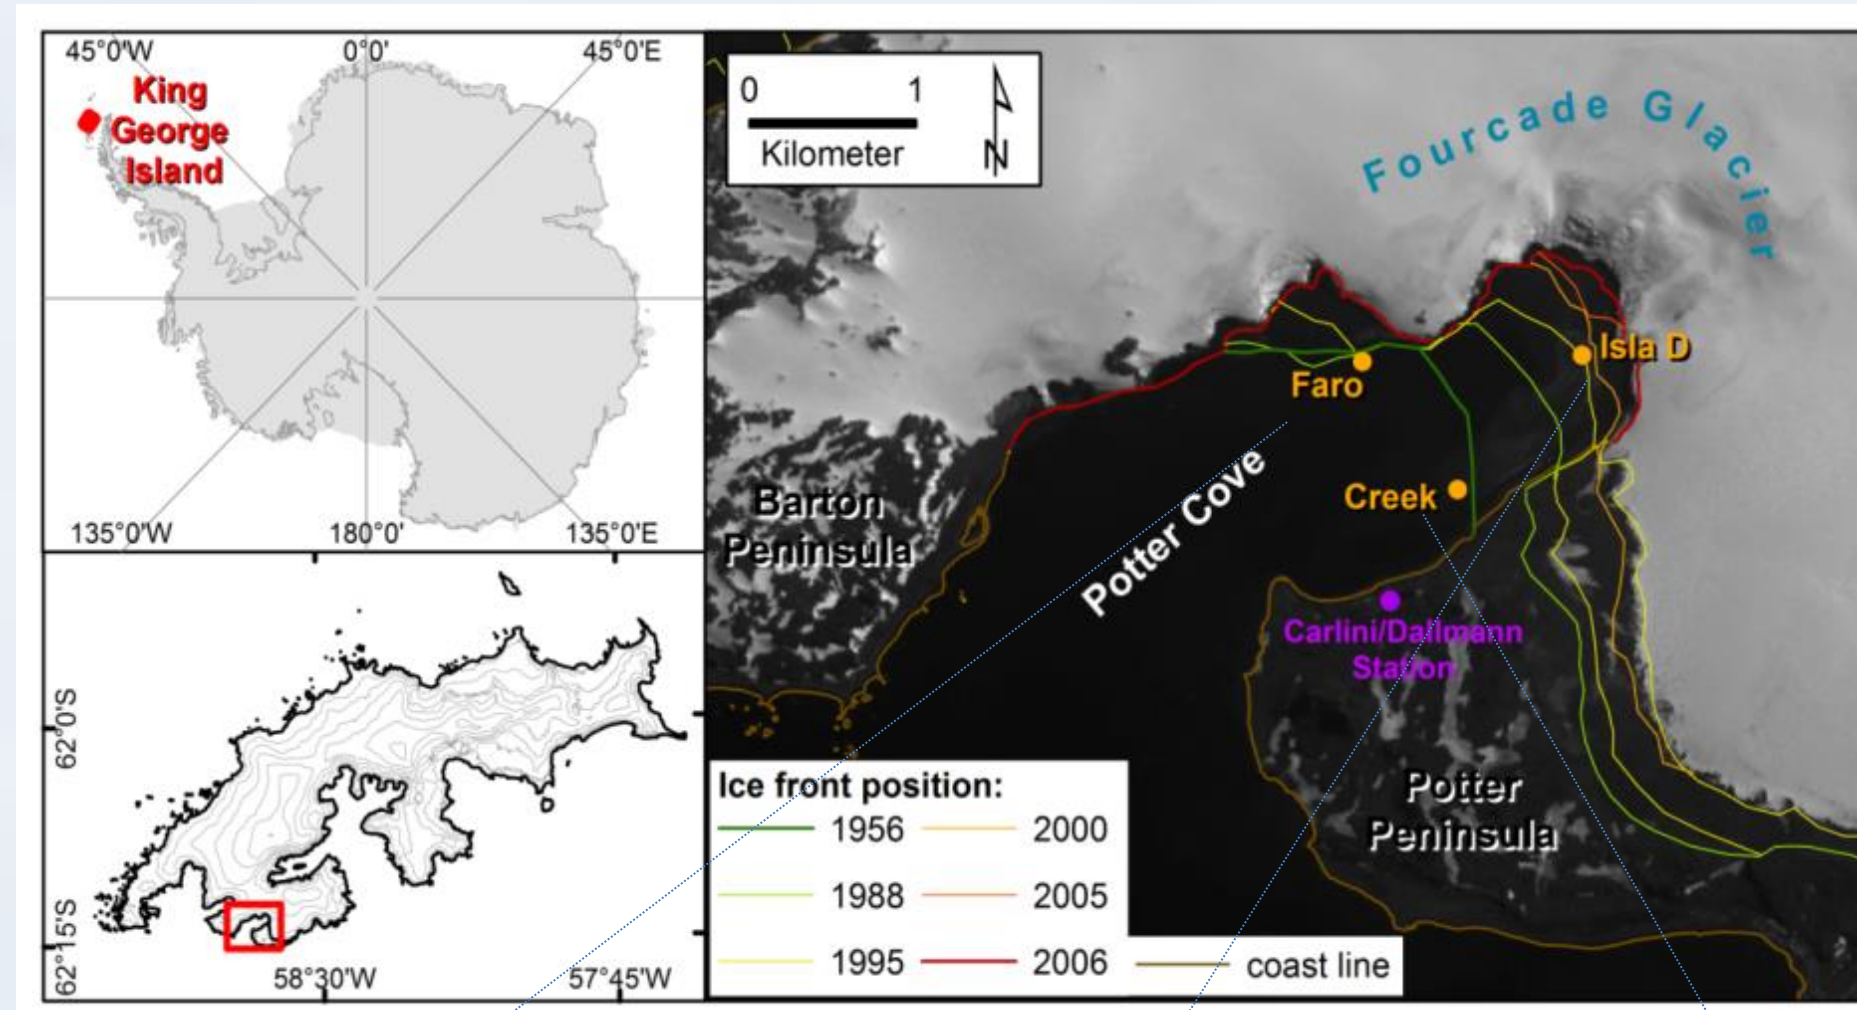 45°0'W
0°0'
45°0'E
King
George
Island
135°0'W
180°0'
135°0'E
62°0'S
62°15'S
58°30'W
57°45'W
0
1
Kilometer
N
Fourcade Glacier
Isla D
Faro
Creek
Potter Cove
Barton
Peninsula
Carlini/Dallmann
Station
Potter
Peninsula
Ice front position:
1956
2000
1988
2005
1995
2006
coast line